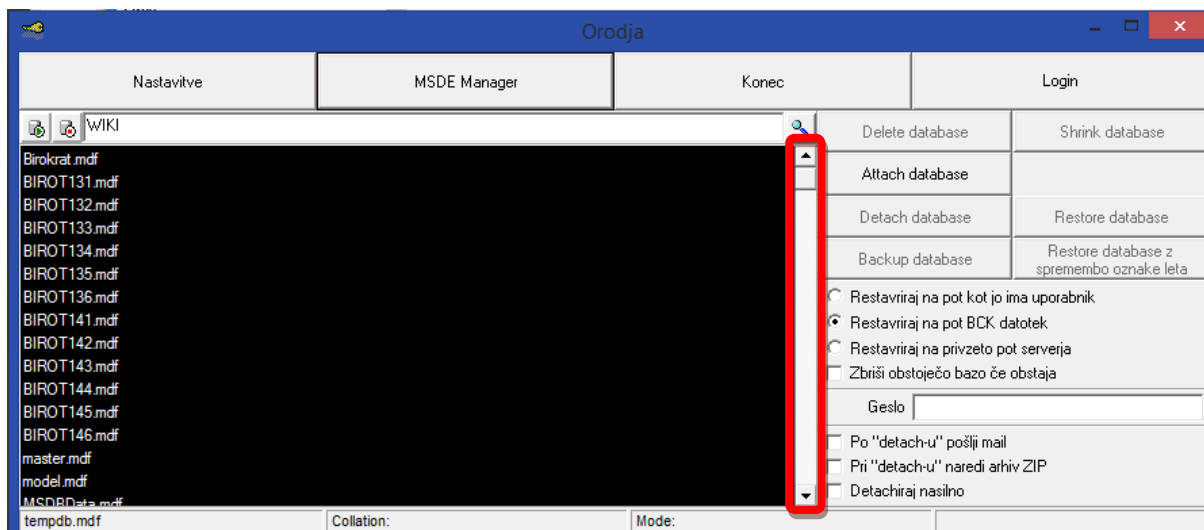 Orodja
Nastavitve
MSDE Manager
Konec
Login
WIKI
Birokrat.mdf
BIROT131.mdf
BIROT132.mdf
BIROT133.mdf
BIROT134.mdf
BIROT135.mdf
BIROT136.mdf
BIROT141.mdf
BIROT142.mdf
BIROT143.mdf
BIROT144.mdf
BIROT145.mdf
BIROT146.mdf
master.mdf
model.mdf
MSDBData.mdf
Delete database
Shrink database
Attach database
Detach database
Restore database
Backup database
Restore database z
spremembo oznake leta
Restavriraj na pot kot jo ima uporabnik
Restavriraj na pot BCK datotek
Restavriraj na privzeto pot serverja
Zbriši obstoječo bazo če obstaja
Geslo
Po "detach-u" pošlji mail
Pri "detach-u" naredi arhiv ZIP
Detachiraj nasilno
tempdb.mdf
Collation:
Mode: